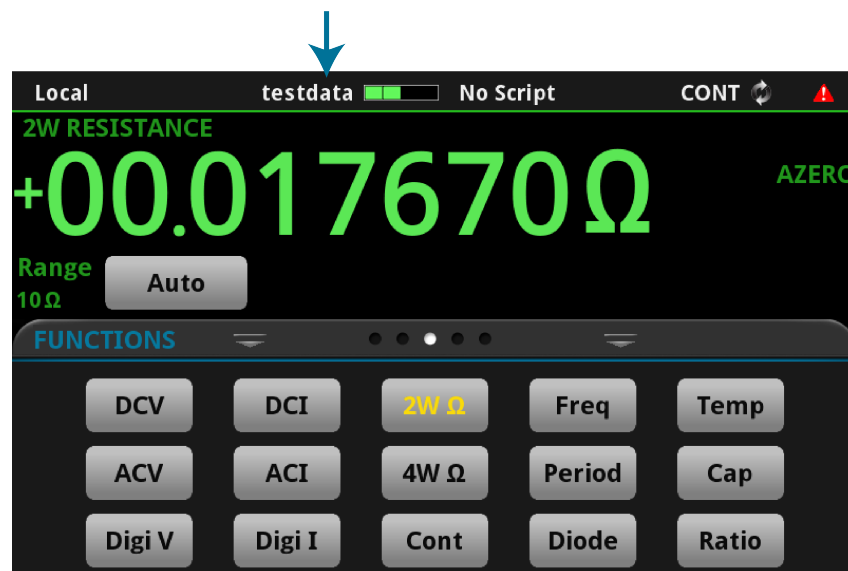 Local testdata No Script CONT
2W RESISTANCE
+00.017670Ω
AZERO
Range
10Ω
Auto
FUNCTIONS
DCV DCI 2W Ω Freq Temp
ACV ACI 4W Ω Period Cap
Digi V Digi I Cont Diode Ratio